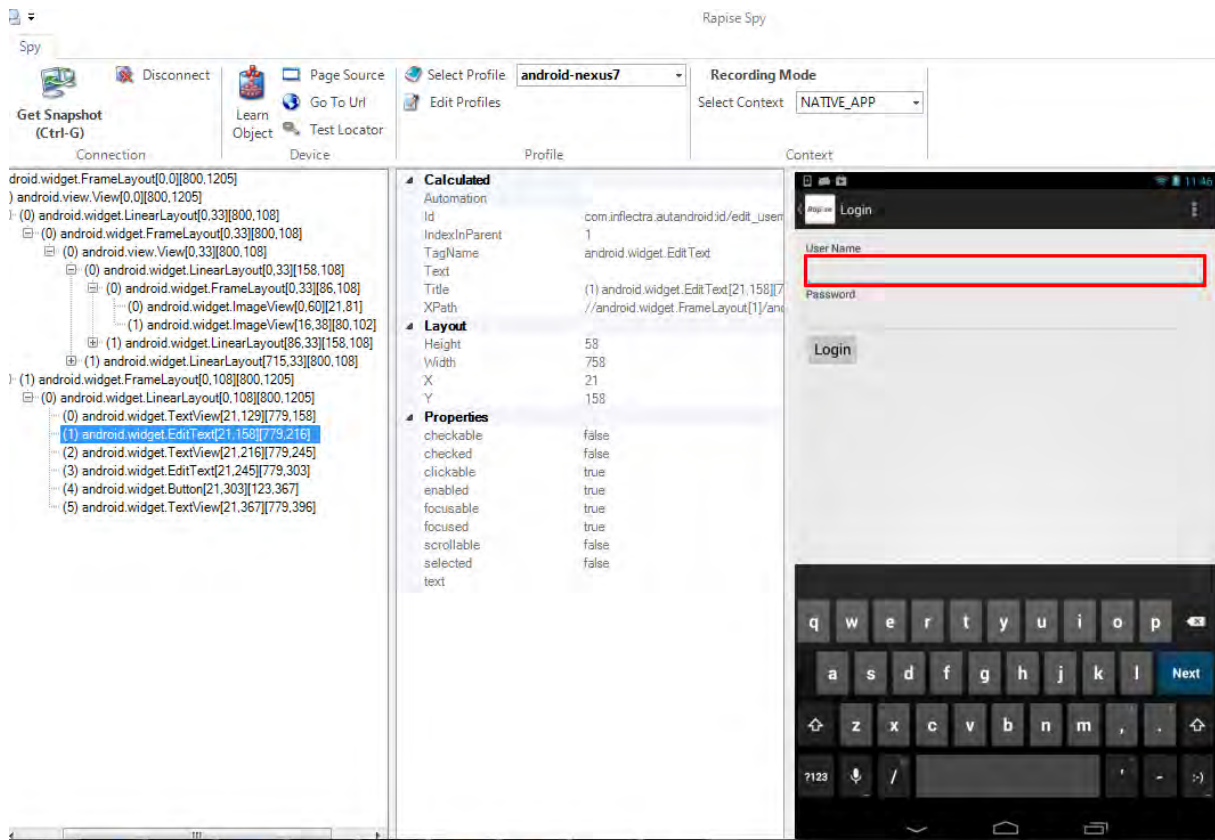 Rapise Spy
Spy
Get Snapshot
(Ctrl-G)
Disconnect
Connection
Learn
Object
Page Source
Go To Url
Test Locator
Device
Select Profile android-nexus7
Edit Profiles
Profile
Recording Mode
Select Context NATIVE_APP
Context
droid.widget.FrameLayout[0,0][800,1205]
) android.view.View[0,0][800,1205]
(0) android.widget.LinearLayout[0,33][800,108]
(0) android.widget.FrameLayout[0,33][800,108]
(0) android.view.View[0,33][800,108]
(0) android.widget.LinearLayout[0,33][158,108]
(0) android.widget.FrameLayout[0,33][86,108]
(0) android.widget.ImageView[0,60][21,81]
(1) android.widget.ImageView[16,38][80,102]
(1) android.widget.LinearLayout[86,33][158,108]
(1) android.widget.LinearLayout[715,33][800,108]
(1) android.widget.FrameLayout[0,108][800,1205]
(0) android.widget.LinearLayout[0,108][800,1205]
(0) android.widget.TextView[21,129][779,158]
(1) android.widget.EditText[21,158][779,216]
(2) android.widget.TextView[21,216][779,245]
(3) android.widget.EditText[21,245][779,303]
(4) android.widget.Button[21,303][123,367]
(5) android.widget.TextView[21,367][779,396]
Calculated
Automation
Id com.inflectra.autandroid:id/edit_usern
IndexInParent 1
TagName android.widget.EditText
Text
Title (1) android.widget.EditText[21,158][7
XPath //android.widget.FrameLayout[1]/and
Layout
Height 58
Width 758
X 21
Y 158
Properties
checkable false
checked false
clickable true
enabled true
focusable true
focused true
scrollable false
selected false
text
11:46
Rapise Login
User Name
Password
Login
q w e r t y u i o p
a s d f g h j k l Next
z x c v b n m , .
?123 / ' - :-)